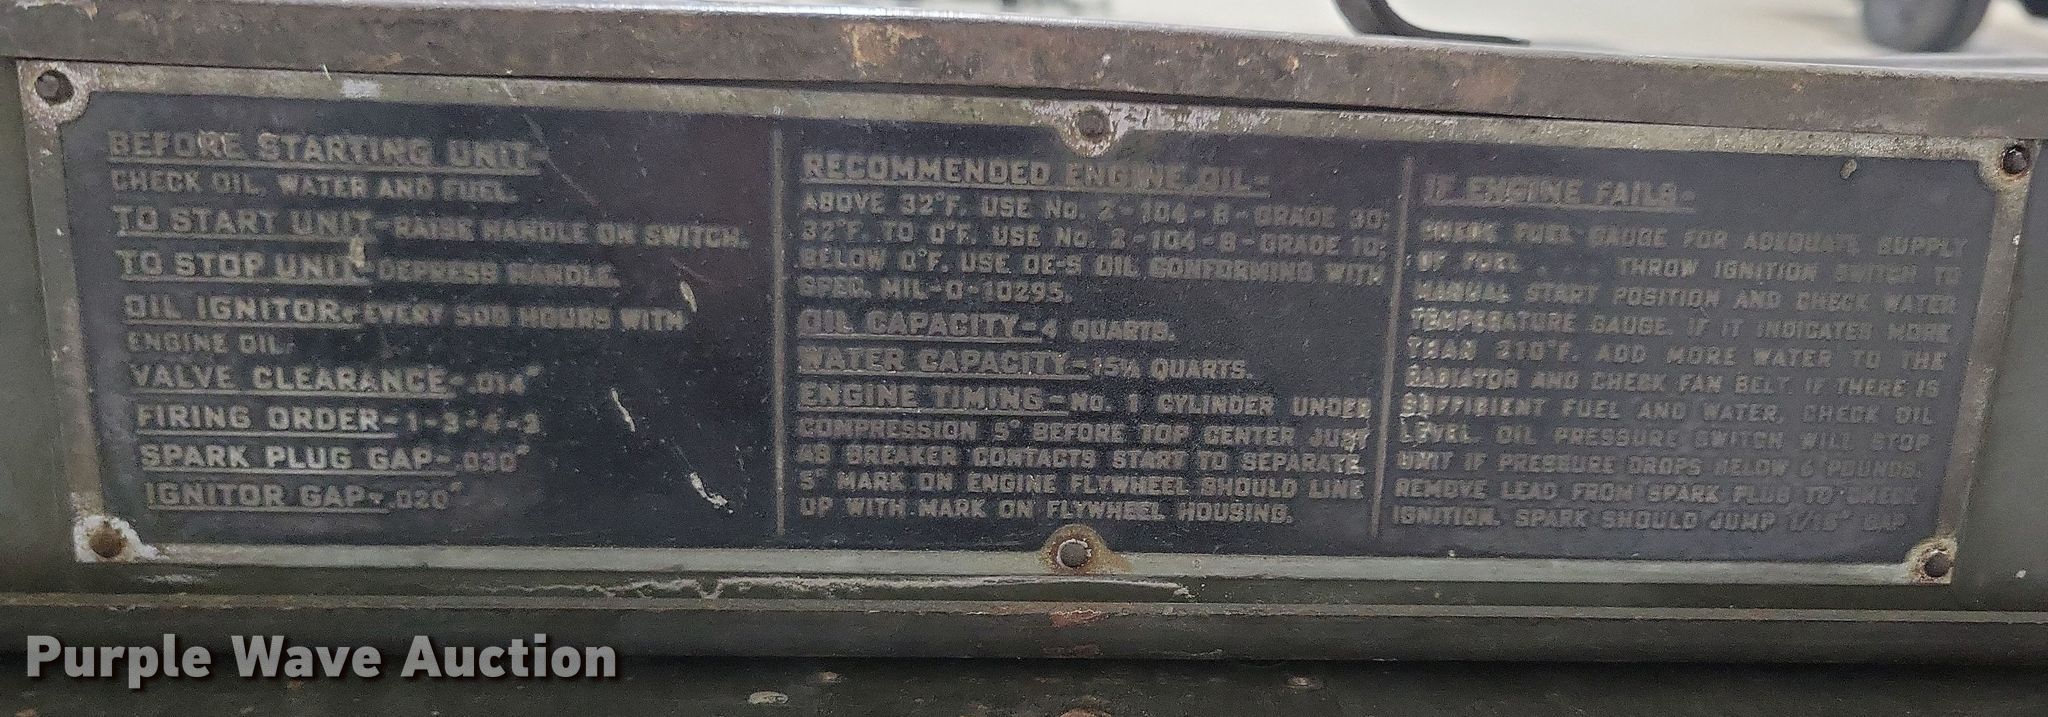 BEFORE STARTING UNIT-
CHECK OIL, WATER AND FUEL.
TO START UNIT-RAISE HANDLE ON SWITCH.
TO STOP UNIT-DEPRESS HANDLE.
OIL IGNITOR-EVERY 500 HOURS WITH
ENGINE OIL.
VALVE CLEARANCE-.014"
FIRING ORDER-1-3-4-2
SPARK PLUG GAP-.030"
IGNITOR GAP-.020"
RECOMMENDED ENGINE OIL-
ABOVE 32°F. USE No. 2-104-B-GRADE 30;
32°F. TO 0°F. USE No. 2-104-B-GRADE 10;
BELOW 0°F. USE OE-S OIL CONFORMING WITH
SPEC. MIL-O-10295.
OIL CAPACITY-4 QUARTS.
WATER CAPACITY-15¼ QUARTS.
ENGINE TIMING-No. 1 CYLINDER UNDER
COMPRESSION 5° BEFORE TOP CENTER JUST
AS BREAKER CONTACTS START TO SEPARATE
5° MARK ON ENGINE FLYWHEEL SHOULD LINE
UP WITH MARK ON FLYWHEEL HOUSING.
IF ENGINE FAILS-
CHECK FUEL GAUGE FOR ADEQUATE SUPPLY
OF FUEL . . . THROW IGNITION SWITCH TO
MANUAL START POSITION AND CHECK WATER
TEMPERATURE GAUGE. IF IT INDICATES MORE
THAN 210°F. ADD MORE WATER TO THE
RADIATOR AND CHECK FAN BELT. IF THERE IS
SUFFICIENT FUEL AND WATER, CHECK OIL
LEVEL. OIL PRESSURE SWITCH WILL STOP
UNIT IF PRESSURE DROPS BELOW 6 POUNDS.
REMOVE LEAD FROM SPARK PLUG TO CHECK
IGNITION. SPARK SHOULD JUMP 1/16" GAP.
Purple Wave Auction